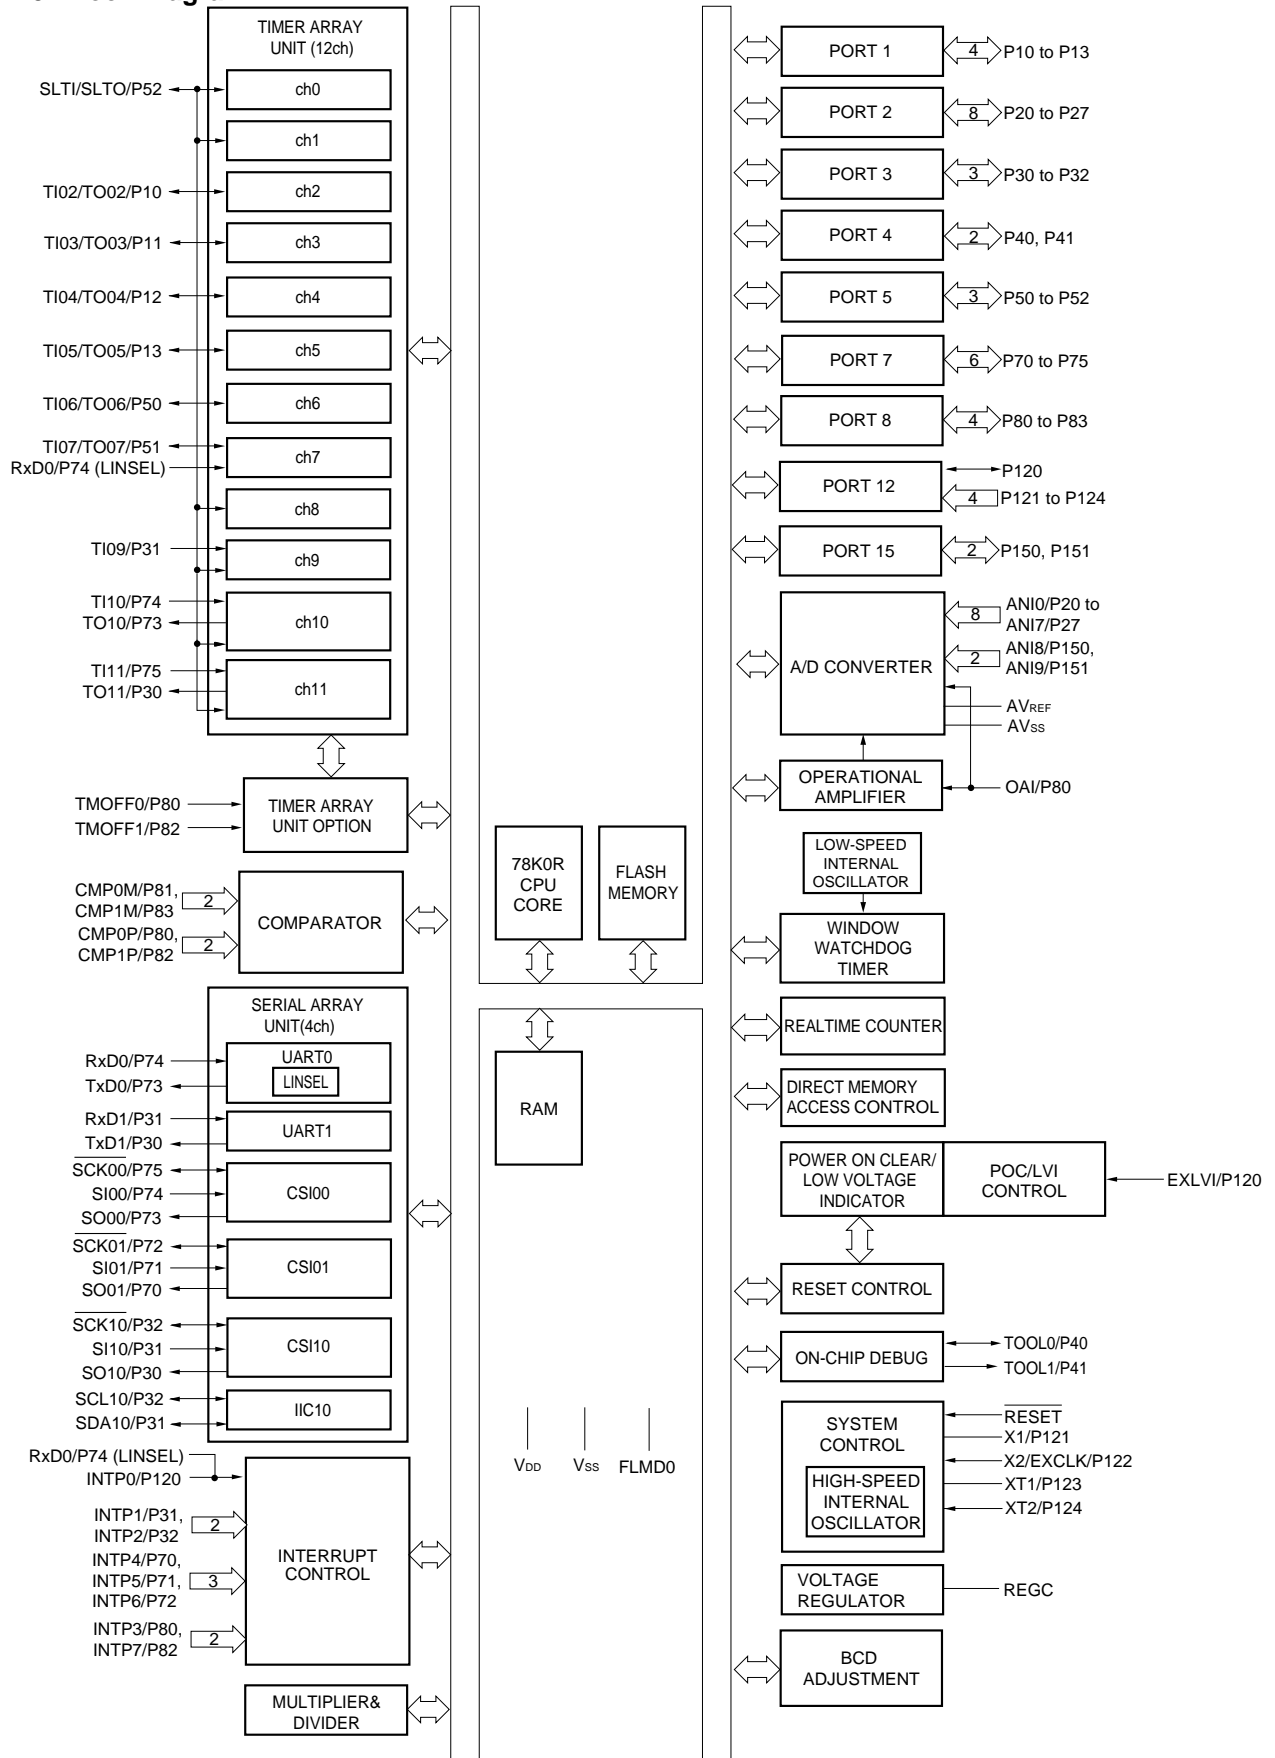 TIMER ARRAY
UNIT (12ch)
SLTI/SLTO/P52
ch0
ch1
TI02/TO02/P10
ch2
TI03/TO03/P11
ch3
TI04/TO04/P12
ch4
TI05/TO05/P13
ch5
TI06/TO06/P50
ch6
TI07/TO07/P51
RxD0/P74 (LINSEL)
ch7
ch8
TI09/P31
ch9
TI10/P74
TO10/P73
ch10
TI11/P75
TO11/P30
ch11
TMOFF0/P80
TMOFF1/P82
TIMER ARRAY
UNIT OPTION
CMP0M/P81,
CMP1M/P83
2
CMP0P/P80,
CMP1P/P82
2
COMPARATOR
SERIAL ARRAY
UNIT(4ch)
RxD0/P74
TxD0/P73
UART0
LINSEL
RxD1/P31
TxD1/P30
UART1
SCK00/P75
SI00/P74
SO00/P73
CSI00
SCK01/P72
SI01/P71
SO01/P70
CSI01
SCK10/P32
SI10/P31
SO10/P30
CSI10
SCL10/P32
SDA10/P31
IIC10
RxD0/P74 (LINSEL)
INTP0/P120
INTP1/P31,
INTP2/P32
2
INTP4/P70,
INTP5/P71,
INTP6/P72
3
INTP3/P80,
INTP7/P82
2
INTERRUPT
CONTROL
MULTIPLIER&
DIVIDER
78K0R
CPU
CORE
FLASH
MEMORY
RAM
VDD
VSS
FLMD0
PORT 1
4
P10 to P13
PORT 2
8
P20 to P27
PORT 3
3
P30 to P32
PORT 4
2
P40, P41
PORT 5
3
P50 to P52
PORT 7
6
P70 to P75
PORT 8
4
P80 to P83
PORT 12
P120
4
P121 to P124
PORT 15
2
P150, P151
A/D CONVERTER
8
ANI0/P20 to
ANI7/P27
2
ANI8/P150,
ANI9/P151
AVREF
AVSS
OPERATIONAL
AMPLIFIER
OAI/P80
LOW-SPEED
INTERNAL
OSCILLATOR
WINDOW
WATCHDOG
TIMER
REALTIME COUNTER
DIRECT MEMORY
ACCESS CONTROL
POWER ON CLEAR/
LOW VOLTAGE
INDICATOR
POC/LVI
CONTROL
EXLVI/P120
RESET CONTROL
ON-CHIP DEBUG
TOOL0/P40
TOOL1/P41
SYSTEM
CONTROL
HIGH-SPEED
INTERNAL
OSCILLATOR
RESET
X1/P121
X2/EXCLK/P122
XT1/P123
XT2/P124
VOLTAGE
REGULATOR
REGC
BCD
ADJUSTMENT